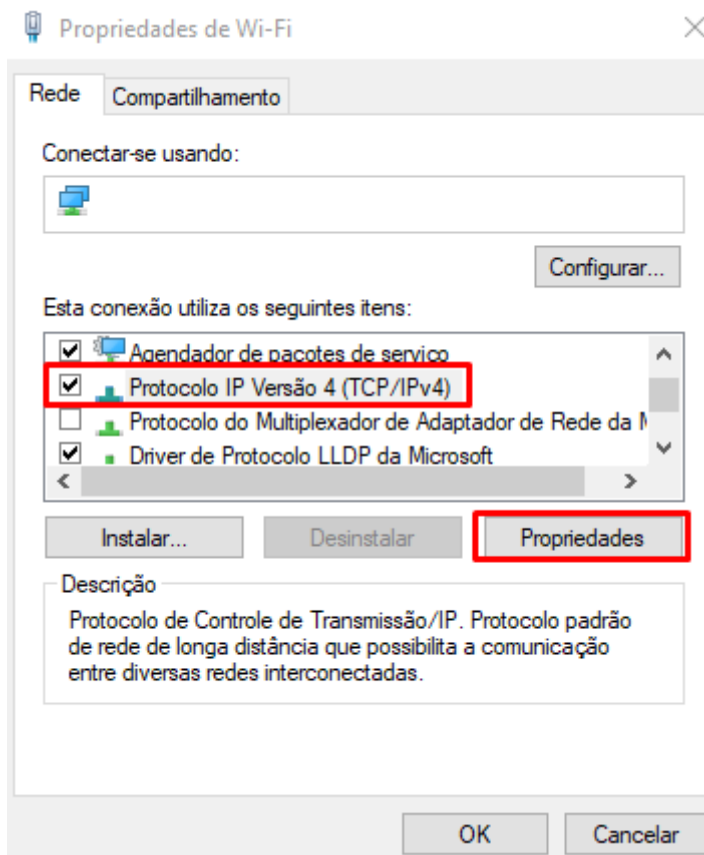 Propriedades de Wi-Fi
Rede
Compartilhamento
Conectar-se usando:
Configurar...
Esta conexão utiliza os seguintes itens:
Agendador de pacotes de serviço
Protocolo IP Versão 4 (TCP/IPv4)
Protocolo do Multiplexador de Adaptador de Rede da
Driver de Protocolo LLDP da Microsoft
Instalar...
Desinstalar
Propriedades
Descrição
Protocolo de Controle de Transmissão/IP. Protocolo padrão
de rede de longa distância que possibilita a comunicação
entre diversas redes interconectadas.
OK
Cancelar